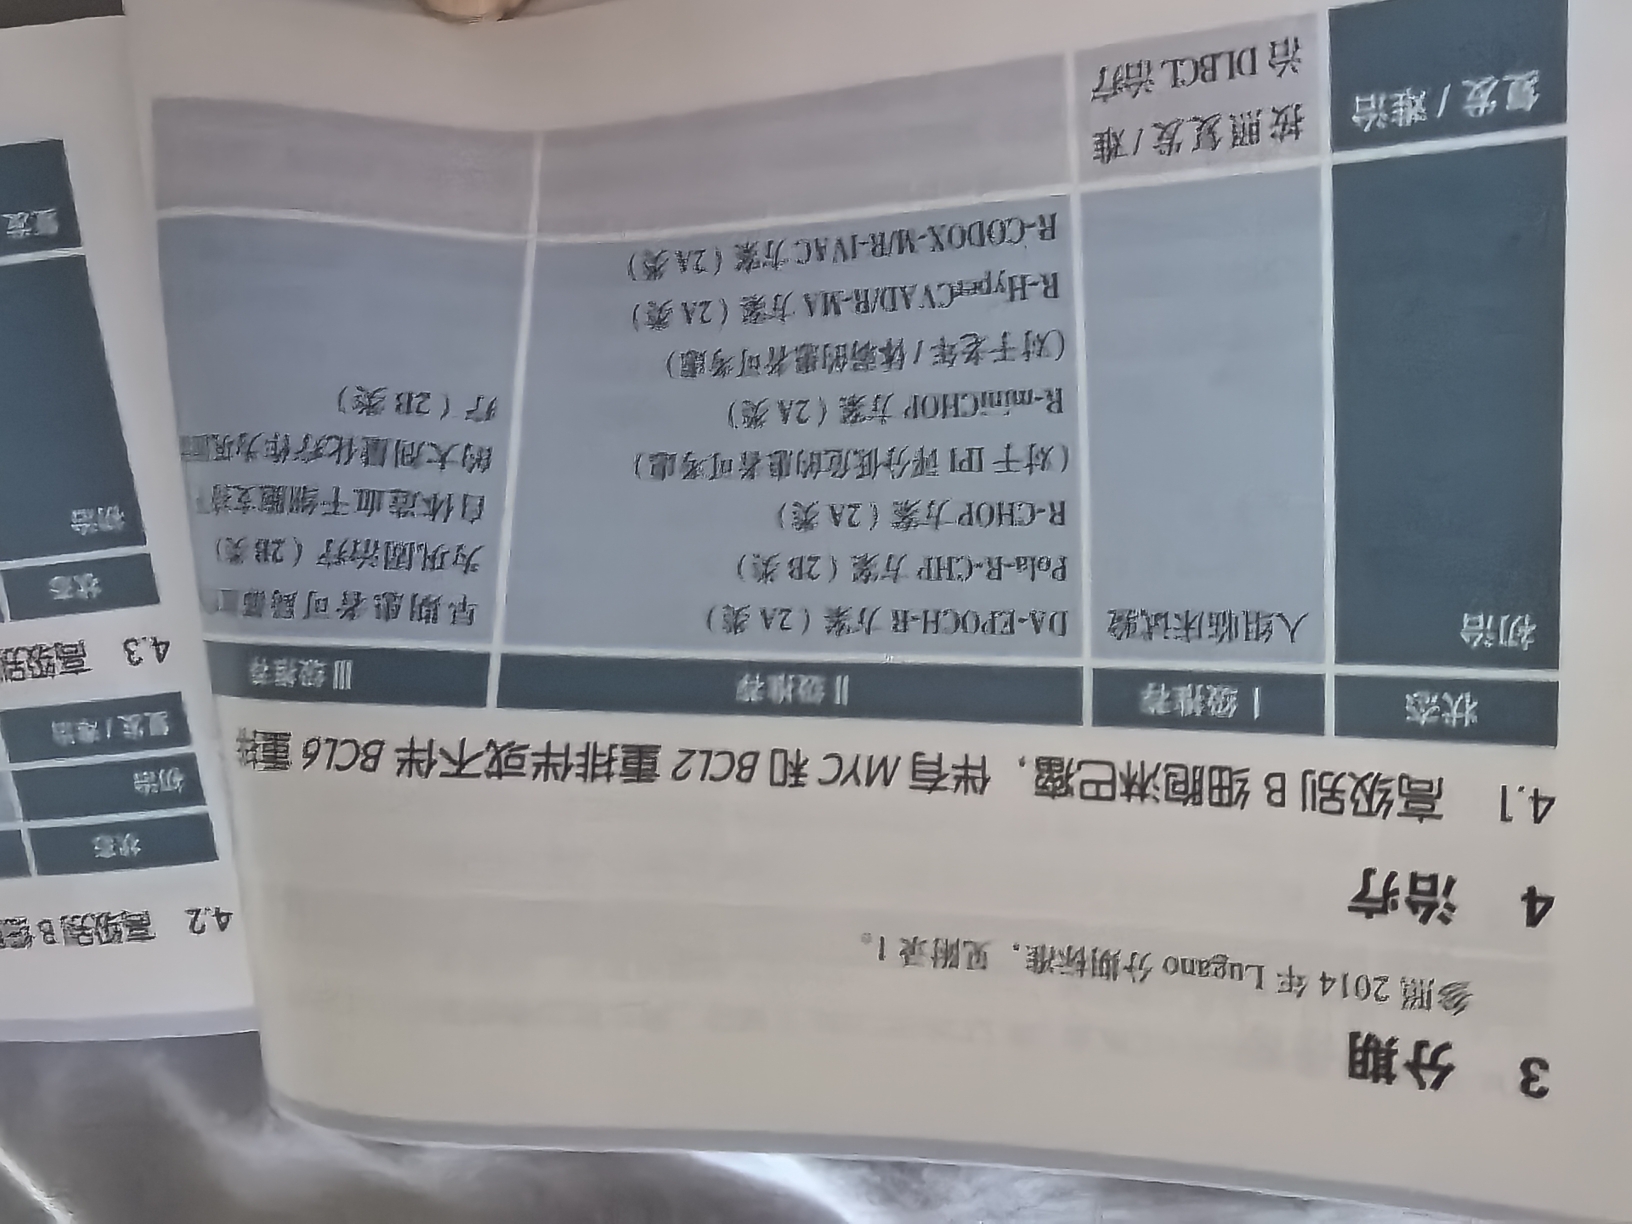 3 分期
参照 2014 年 Lugano 分期标准，见附录 1。
4 治疗
4.1 高级别 B 细胞淋巴瘤，伴有 MYC 和 BCL2 重排伴或不伴 BCL6 重排
状态
I 级推荐
II 级推荐
III 级推荐
初治
入组临床试验
DA-EPOCH-R 方案（2A 类）
Pola-R-CHP 方案（2B 类）
R-CHOP 方案（2A 类）
（对于 IPI 评分低危的患者可考虑）
R-miniCHOP 方案（2A 类）
（对于老年 / 体弱的患者可考虑）
R-HyperCVAD/R-MA 方案（2A 类）
R-CODOX-M/R-IVAC 方案（2A 类）
早期患者可局部
为巩固治疗（2B 类）
自体造血干细胞支持
的大剂量化疗作为巩固
疗（2B 类）
复发 / 难治
按照复发 / 难
治 DLBCL 治疗
4.2 高级别 B
状态
初治
复发 / 难治
4.3 高级别
状态
初治
复发